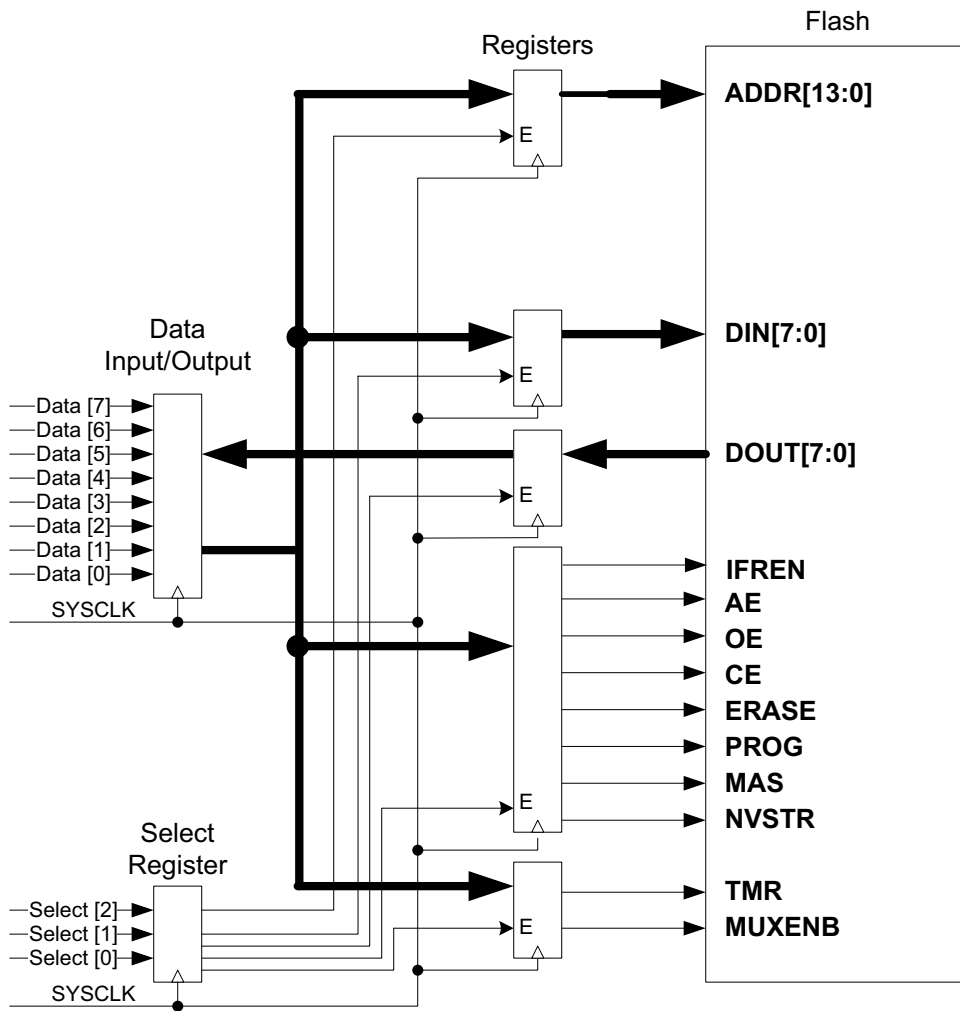 Flash
Registers
ADDR[13:0]
E
Data
Input/Output
DIN[7:0]
E
Data [7]
Data [6]
Data [5]
DOUT[7:0]
Data [4]
Data [3]
E
Data [2]
Data [1]
Data [0]
IFREN
AE
SYSCLK
OE
CE
ERASE
PROG
MAS
E
NVSTR
Select
Register
TMR
Select [2]
Select [1]
E
MUXENB
Select [0]
SYSCLK